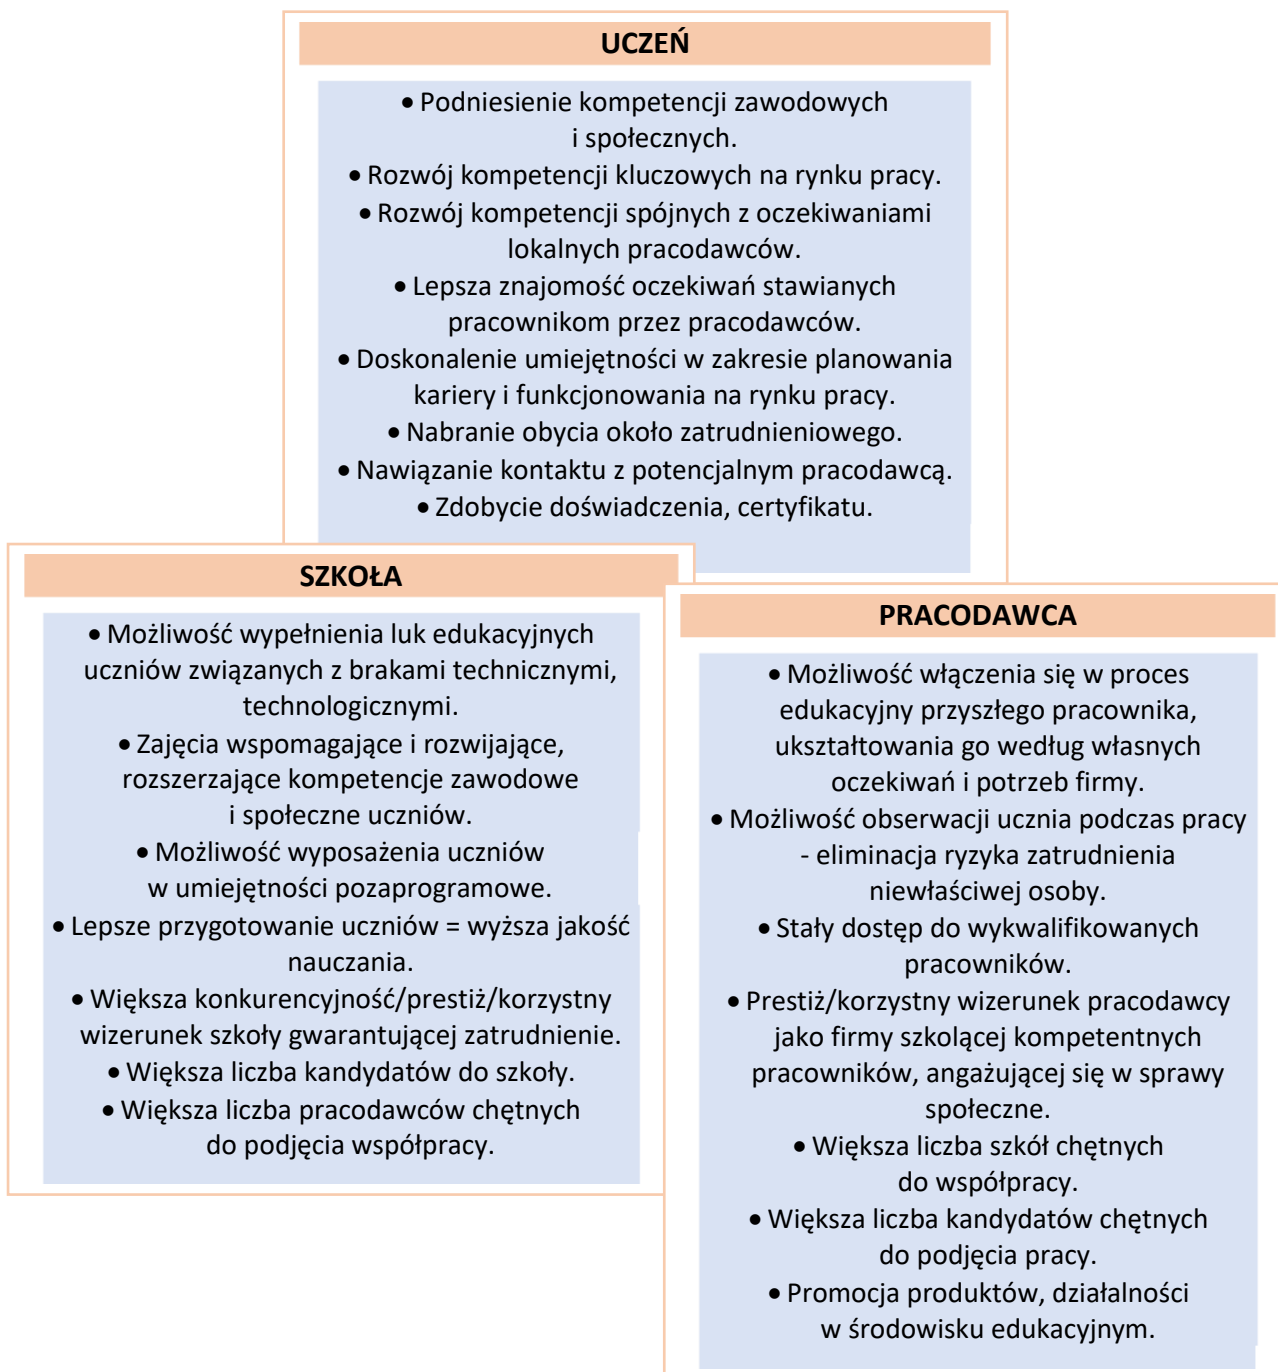 UCZEŃ
• Podniesienie kompetencji zawodowych
i społecznych.
• Rozwój kompetencji kluczowych na rynku pracy.
• Rozwój kompetencji spójnych z oczekiwaniami
lokalnych pracodawców.
• Lepsza znajomość oczekiwań stawianych
pracownikom przez pracodawców.
• Doskonalenie umiejętności w zakresie planowania
kariery i funkcjonowania na rynku pracy.
• Nabranie obycia około zatrudnieniowego.
• Nawiązanie kontaktu z potencjalnym pracodawcą.
• Zdobycie doświadczenia, certyfikatu.
SZKOŁA
• Możliwość wypełnienia luk edukacyjnych
uczniów związanych z brakami technicznymi,
technologicznymi.
• Zajęcia wspomagające i rozwijające,
rozszerzające kompetencje zawodowe
i społeczne uczniów.
• Możliwość wyposażenia uczniów
w umiejętności pozaprogramowe.
• Lepsze przygotowanie uczniów = wyższa jakość
nauczania.
• Większa konkurencyjność/prestiż/korzystny
wizerunek szkoły gwarantującej zatrudnienie.
• Większa liczba kandydatów do szkoły.
• Większa liczba pracodawców chętnych
do podjęcia współpracy.
PRACODAWCA
• Możliwość włączenia się w proces
edukacyjny przyszłego pracownika,
ukształtowania go według własnych
oczekiwań i potrzeb firmy.
• Możliwość obserwacji ucznia podczas pracy
- eliminacja ryzyka zatrudnienia
niewłaściwej osoby.
• Stały dostęp do wykwalifikowanych
pracowników.
• Prestiż/korzystny wizerunek pracodawcy
jako firmy szkolącej kompetentnych
pracowników, angażującej się w sprawy
społeczne.
• Większa liczba szkół chętnych
do współpracy.
• Większa liczba kandydatów chętnych
do podjęcia pracy.
• Promocja produktów, działalności
w środowisku edukacyjnym.